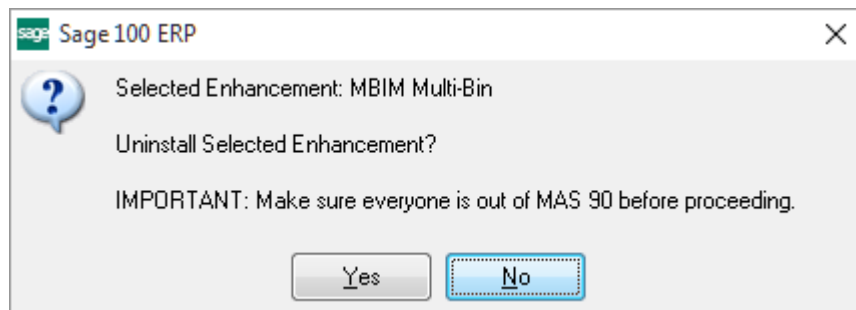 sage Sage 100 ERP
?
Selected Enhancement: MBIM Multi-Bin
Uninstall Selected Enhancement?
IMPORTANT: Make sure everyone is out of MAS 90 before proceeding.
Yes No